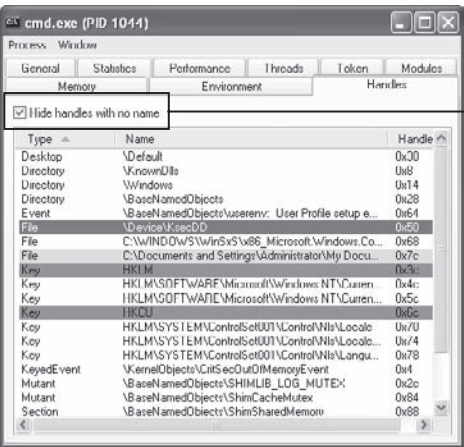 cmd.exe (PID 1044)
Process Window
General Statistics Performance Threads Token Modules
Memory Environment Handles
Hide handles with no name
Type Name Handle
Desktop \Default 0x30
Directory \KnownDlls 0x8
Directory \Windows 0x14
Directory \BaseNamedObjects 0x28
Event \BaseNamedObjects\userenv: User Profile setup e... 0x64
File \Device\KsecDD 0x50
File C:\WINDOWS\WinSxS\x86_Microsoft.Windows.Co... 0x68
File C:\Documents and Settings\Administrator\My Docu... 0x7c
Key HKLM 0x3c
Key HKLM\SOFTWARE\Microsoft\Windows NT\Curren... 0x4c
Key HKLM\SOFTWARE\Microsoft\Windows NT\Curren... 0x5c
Key HKCU 0x6c
Key HKLM\SYSTEM\ControlSet001\Control\Nls\Locale 0x70
Key HKLM\SYSTEM\ControlSet001\Control\Nls\Locale... 0x74
Key HKLM\SYSTEM\ControlSet001\Control\Nls\Langu... 0x78
KeyedEvent \KernelObjects\CritSecOutOfMemoryEvent 0x4
Mutant \BaseNamedObjects\SHIMLIB_LOG_MUTEX 0x2c
Mutant \BaseNamedObjects\ShimCacheMutex 0x84
Section \BaseNamedObjects\ShimSharedMemory 0x88